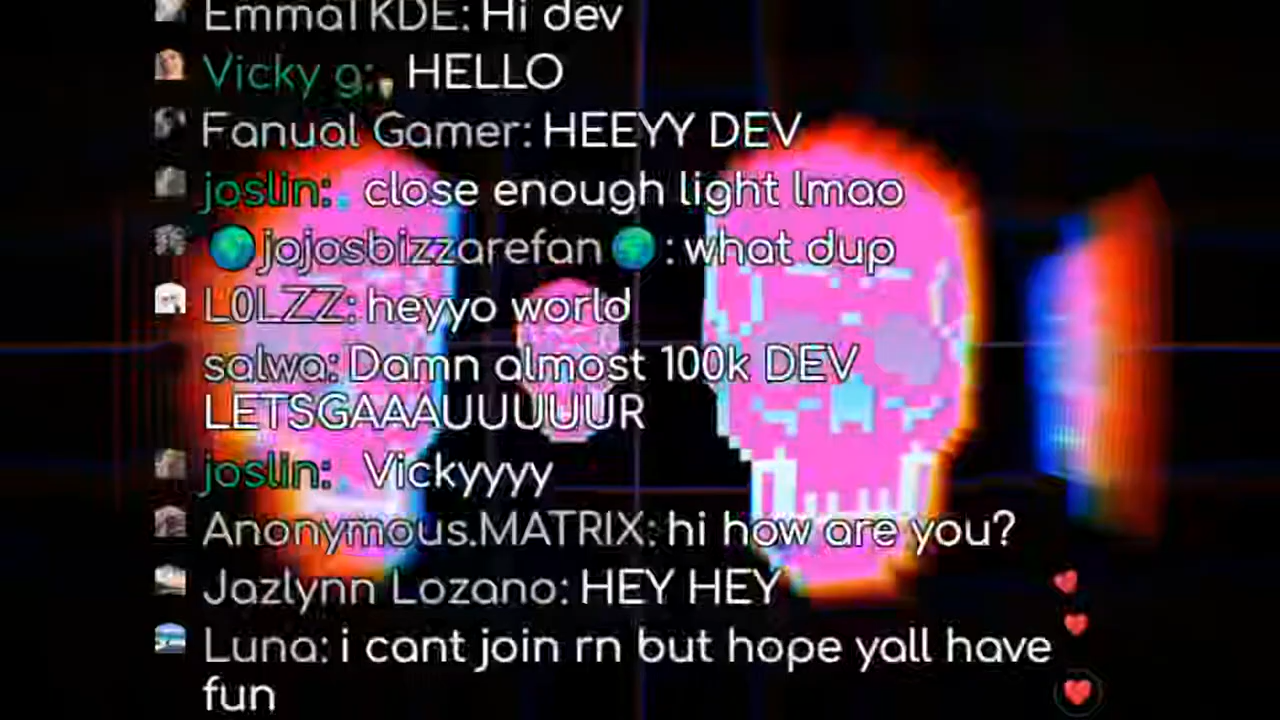 EmmaTKDE: Hi dev
Vicky g: HELLO
Fanual Gamer: HEEYY DEV
joslin: close enough light lmao
🌎jojosbizzarefan🌎: what dup
L0LZZ: heyyo world
salwa: Damn almost 100k DEV
LETSGAAAUUUUUR
joslin: Vickyyyy
Anonymous.MATRIX: hi how are you?
Jazlynn Lozano: HEY HEY
Luna: i cant join rn but hope yall have
fun